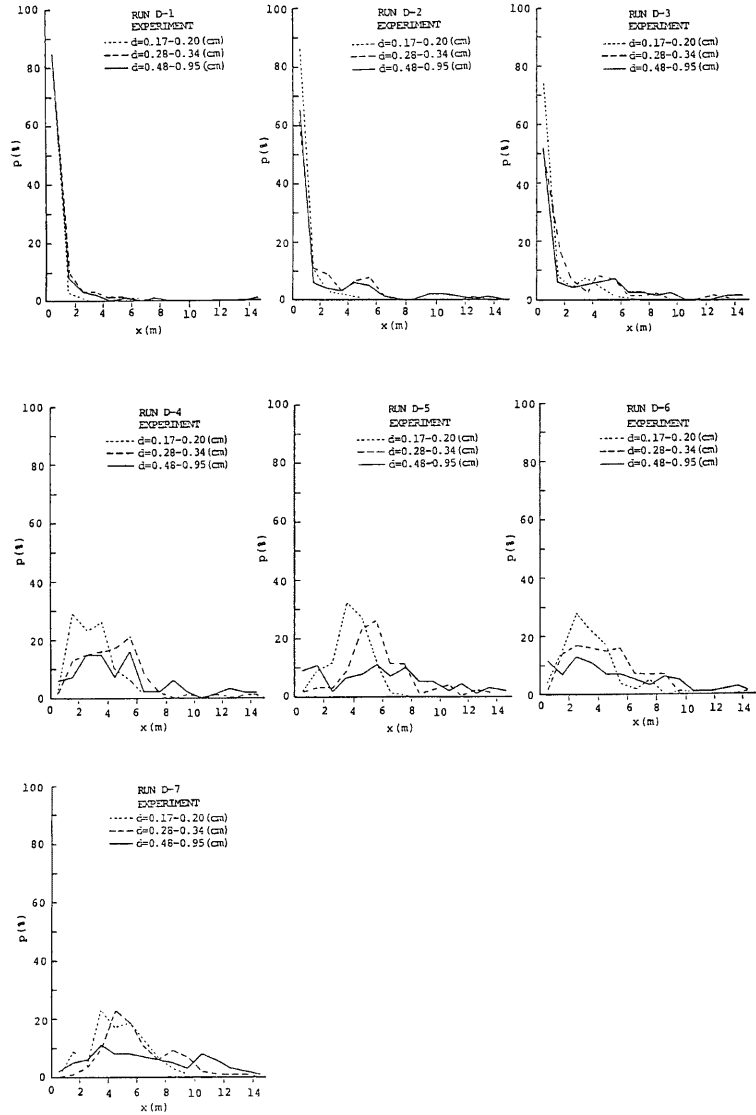 RUN D-1
EXPERIMENT
d=0.17-0.20(cm)
d=0.28-0.34(cm)
d=0.48-0.95(cm)
100
80
60
40
20
0
p(%)
0 2 4 6 8 10 12 14
x(m)
RUN D-2
EXPERIMENT
d=0.17-0.20(cm)
d=0.28-0.34(cm)
d=0.48-0.95(cm)
100
80
60
40
20
0
p(%)
0 2 4 6 8 10 12 14
x(m)
RUN D-3
EXPERIMENT
d=0.17-0.20(cm)
d=0.28-0.34(cm)
d=0.48-0.95(cm)
100
80
60
40
20
0
p(%)
0 2 4 6 8 10 12 14
x(m)
RUN D-4
EXPERIMENT
d=0.17-0.20(cm)
d=0.28-0.34(cm)
d=0.48-0.95(cm)
100
80
60
40
20
0
p(%)
0 2 4 6 8 10 12 14
x(m)
RUN D-5
EXPERIMENT
d=0.17-0.20(cm)
d=0.28-0.34(cm)
d=0.48-0.95(cm)
100
80
60
40
20
0
p(%)
0 2 4 6 8 10 12 14
x(m)
RUN D-6
EXPERIMENT
d=0.17-0.20(cm)
d=0.28-0.34(cm)
d=0.48-0.95(cm)
100
80
60
40
20
0
p(%)
0 2 4 6 8 10 12 14
x(m)
RUN D-7
EXPERIMENT
d=0.17-0.20(cm)
d=0.28-0.34(cm)
d=0.48-0.95(cm)
100
80
60
40
20
0
p(%)
0 2 4 6 8 10 12 14
x(m)